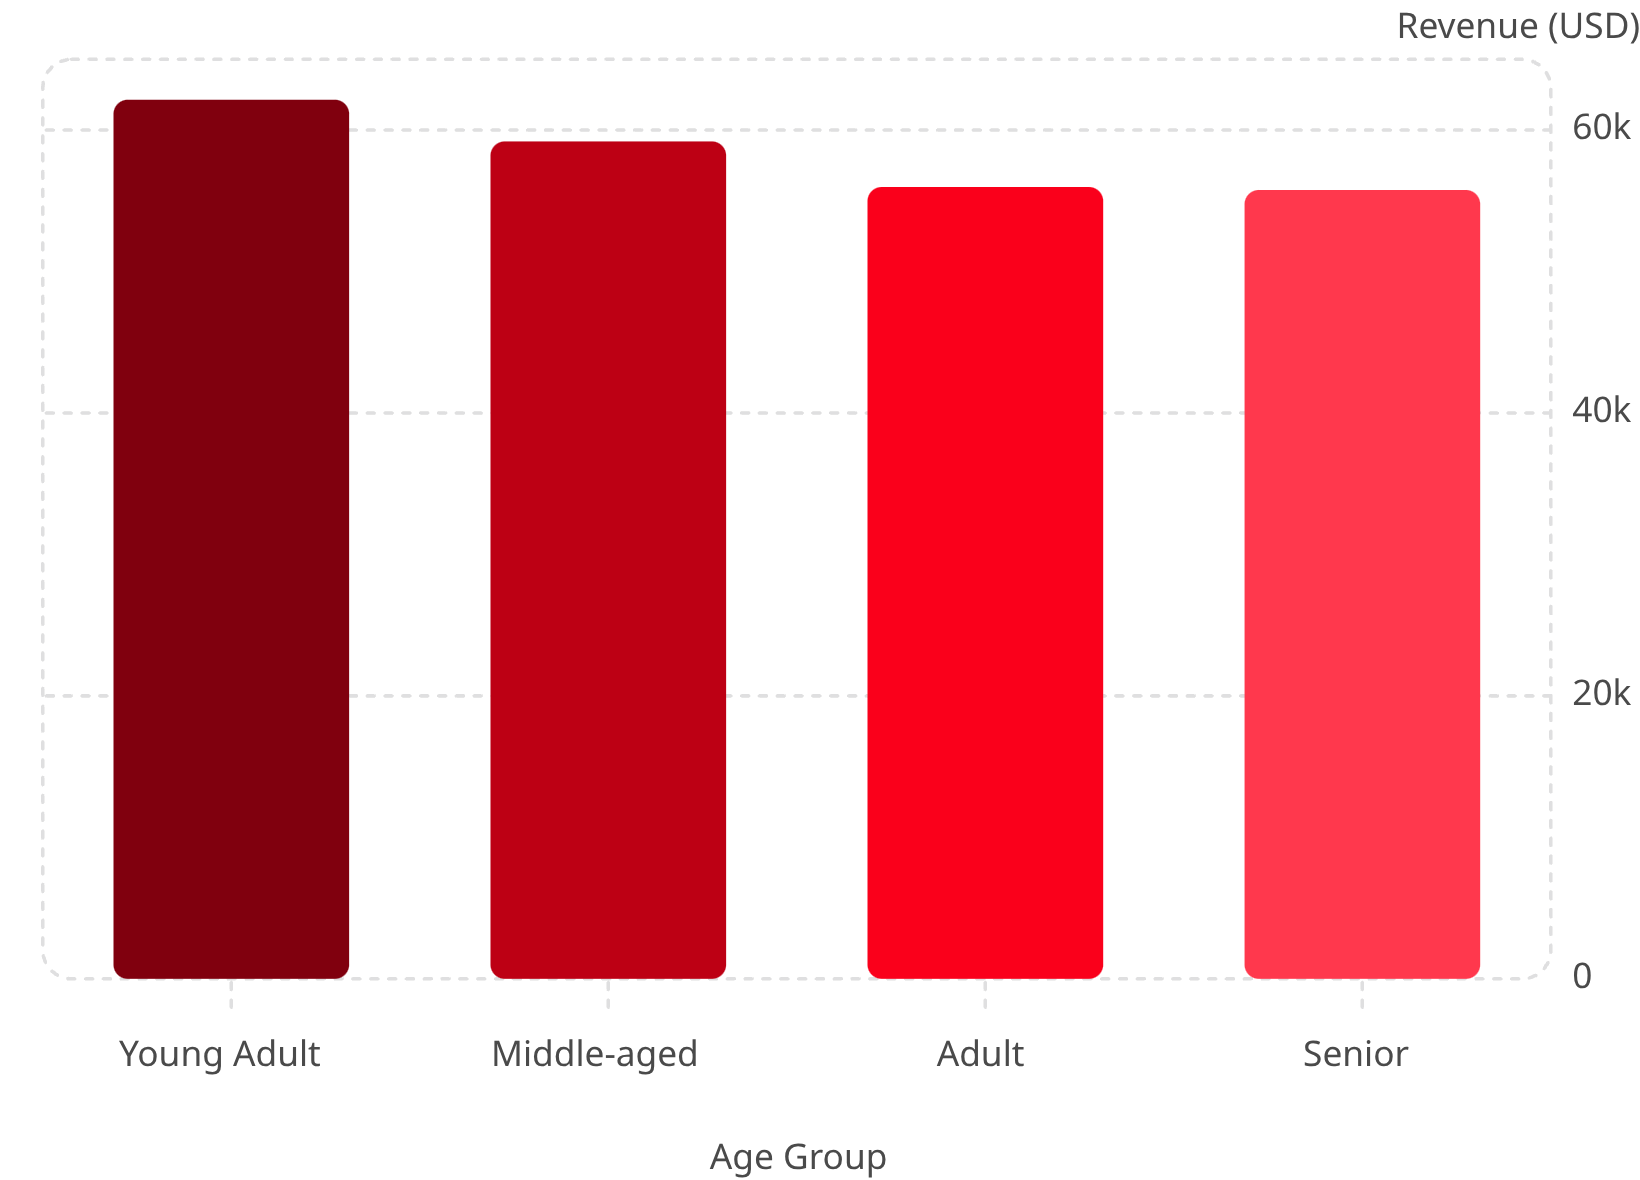 Revenue (USD)
60k
40k
20k
0
Young Adult
Middle-aged
Adult
Senior
Age Group